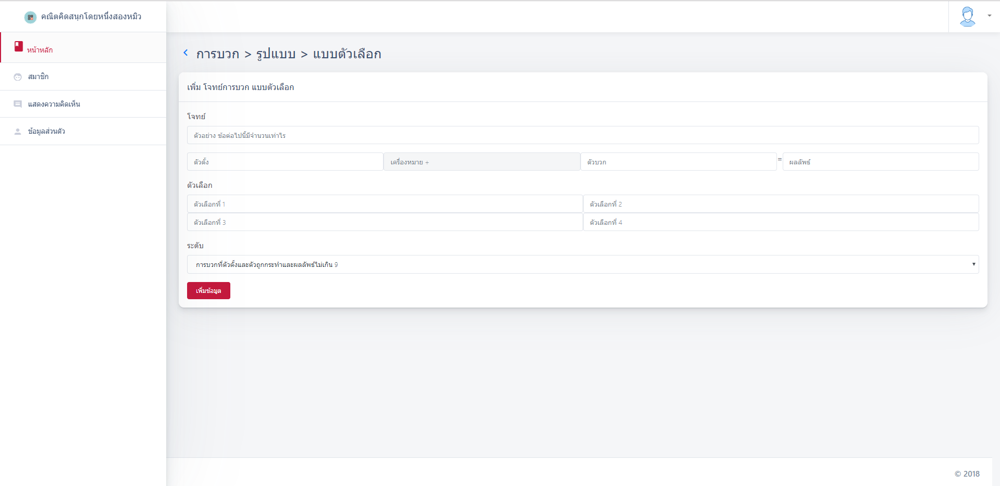 คณิตคิดสนุกโดยหนึ่งสองหมิว
หน้าหลัก
สมาชิก
แสดงความคิดเห็น
ข้อมูลส่วนตัว
การบวก > รูปแบบ > แบบตัวเลือก
เพิ่ม โจทย์การบวก แบบตัวเลือก
โจทย์
ตัวอย่าง ข้อต่อไปนี้มีจำนวนเท่าไร
ตัวตั้ง เครื่องหมาย + ตัวบวก = ผลลัพธ์
ตัวเลือก
ตัวเลือกที่ 1 ตัวเลือกที่ 2
ตัวเลือกที่ 3 ตัวเลือกที่ 4
ระดับ
การบวกที่ตัวตั้งและตัวถูกกระทำและผลลัพธ์ไม่เกิน 9
เพิ่มข้อมูล
© 2018